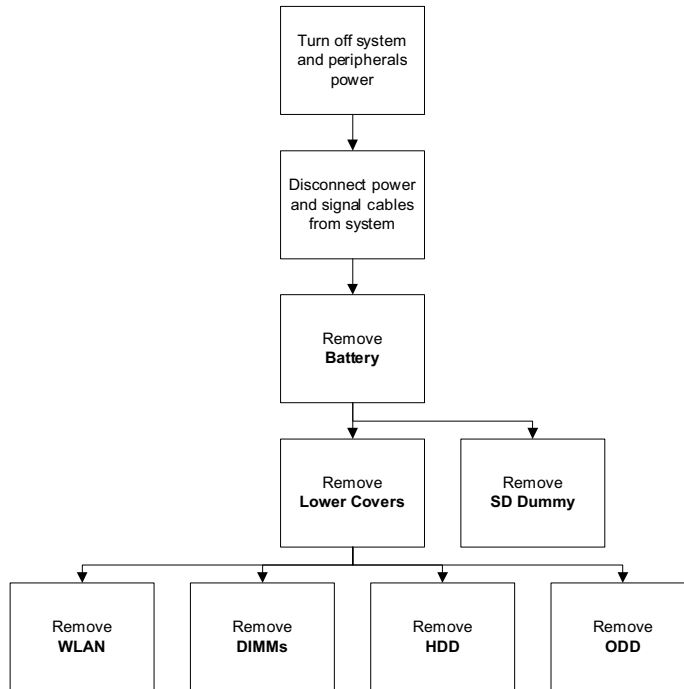 Turn off system
and peripherals
power
Disconnect power
and signal cables
from system
Remove
Battery
Remove
Lower Covers
Remove
SD Dummy
Remove
WLAN
Remove
DIMMs
Remove
HDD
Remove
ODD